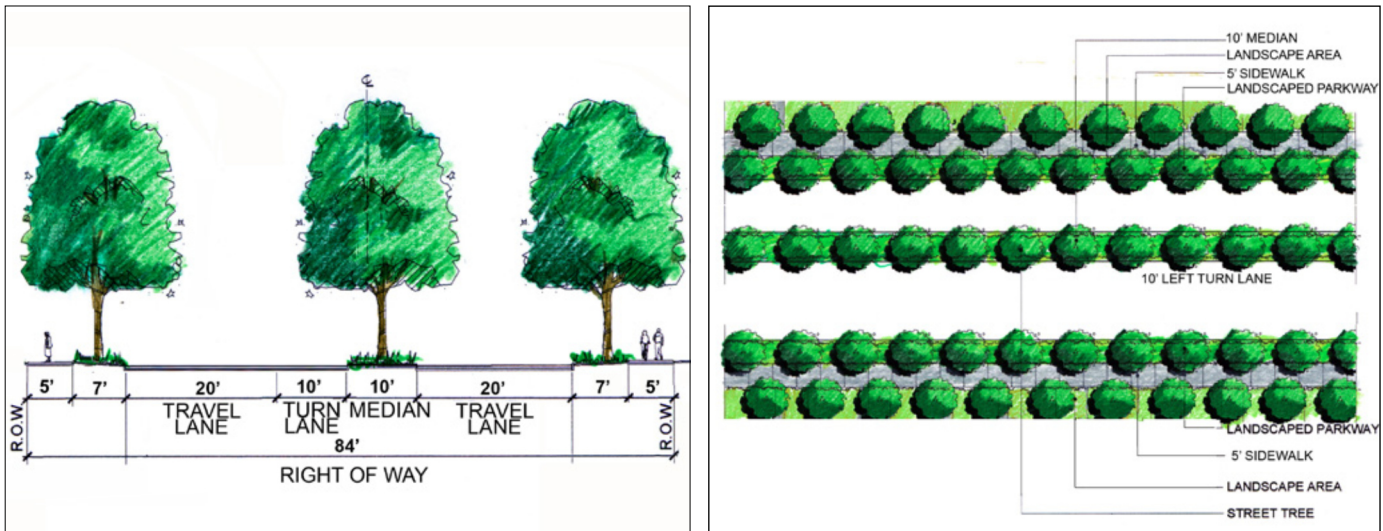 ℄
5’ 7’ 20’ 10’ 10’ 20’ 7’ 5’
TRAVEL LANE
TURN LANE
MEDIAN
TRAVEL LANE
R.O.W.
R.O.W.
84’
RIGHT OF WAY
10’ MEDIAN
LANDSCAPE AREA
5’ SIDEWALK
LANDSCAPED PARKWAY
10’ LEFT TURN LANE
LANDSCAPED PARKWAY
5’ SIDEWALK
LANDSCAPE AREA
STREET TREE